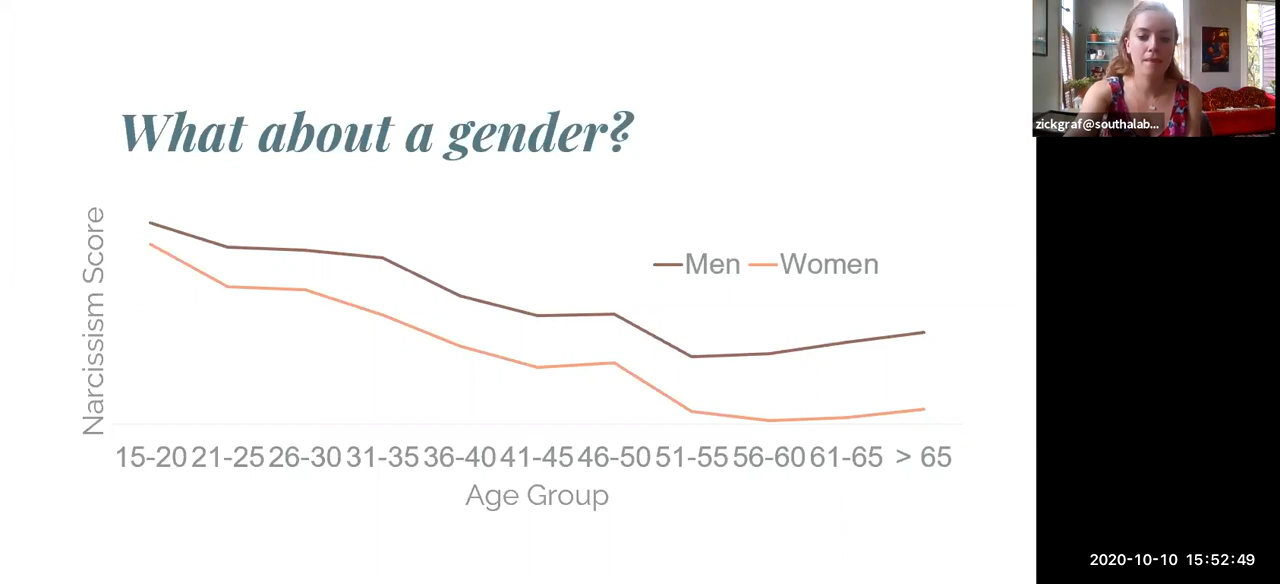 What about a gender?
Narcissism Score
Men Women
15-20 21-25 26-30 31-35 36-40 41-45 46-50 51-55 56-60 61-65 > 65
Age Group
zickgraf@southalab...
2020-10-10 15:52:49